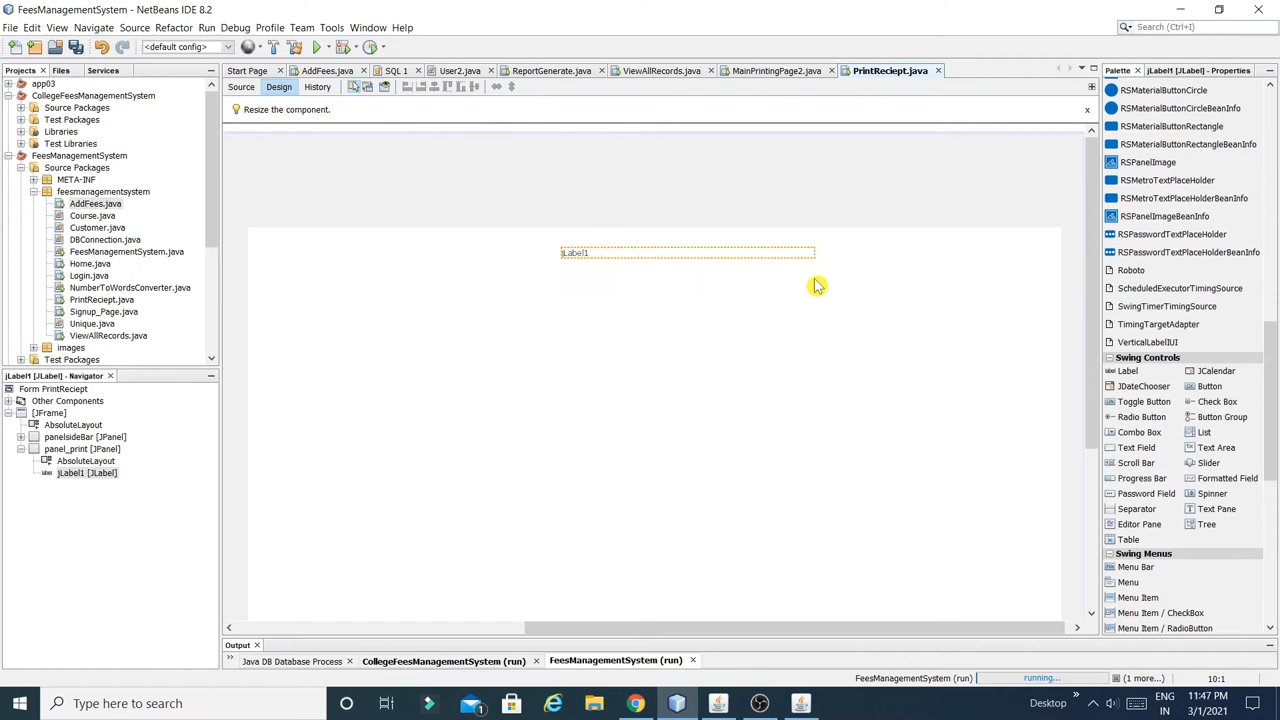 FeesManagementSystem - NetBeans IDE 8.2
File Edit View Navigate Source Refactor Run Debug Profile Team Tools Window Help
Search (Ctrl+I)
<default config>
Projects Files Services
Start Page AddFees.java SQL 1 User2.java ReportGenerate.java ViewAllRecords.java MainPrintingPage2.java PrintReciept.java
Palette jLabel1 [JLabel] - Properties
Source Design History
Resize the component.
x
app03
CollegeFeesManagementSystem
Source Packages
Test Packages
Libraries
Test Libraries
FeesManagementSystem
Source Packages
META-INF
feesmanagementsystem
AddFees.java
Course.java
Customer.java
DBConnection.java
FeesManagementSystem.java
Home.java
Login.java
NumberToWordsConverter.java
PrintReciept.java
Signup_Page.java
Unique.java
ViewAllRecords.java
images
Test Packages
jLabel1 [JLabel] - Navigator
Form PrintReciept
Other Components
[JFrame]
AbsoluteLayout
panelsideBar [JPanel]
panel_print [JPanel]
AbsoluteLayout
jLabel1 [JLabel]
jLabel1
RSMaterialButtonCircle
RSMaterialButtonCircleBeanInfo
RSMaterialButtonRectangle
RSMaterialButtonRectangleBeanInfo
RSPanelImage
RSMetroTextPlaceHolder
RSMetroTextPlaceHolderBeanInfo
RSPanelImageBeanInfo
RSPasswordTextPlaceHolder
RSPasswordTextPlaceHolderBeanInfo
Roboto
ScheduledExecutorTimingSource
SwingTimerTimingSource
TimingTargetAdapter
VerticalLabelUI
Swing Controls
Label JCalendar
JDateChooser Button
Toggle Button Check Box
Radio Button Button Group
Combo Box List
Text Field Text Area
Scroll Bar Slider
Progress Bar Formatted Field
Password Field Spinner
Separator Text Pane
Editor Pane Tree
Table
Swing Menus
Menu Bar
Menu
Menu Item
Menu Item / CheckBox
Menu Item / RadioButton
Output
Java DB Database Process CollegeFeesManagementSystem (run) FeesManagementSystem (run)
FeesManagementSystem (run) running... (1 more...) 10:1
Type here to search
1
Desktop
ENG
IN
11:47 PM
3/1/2021